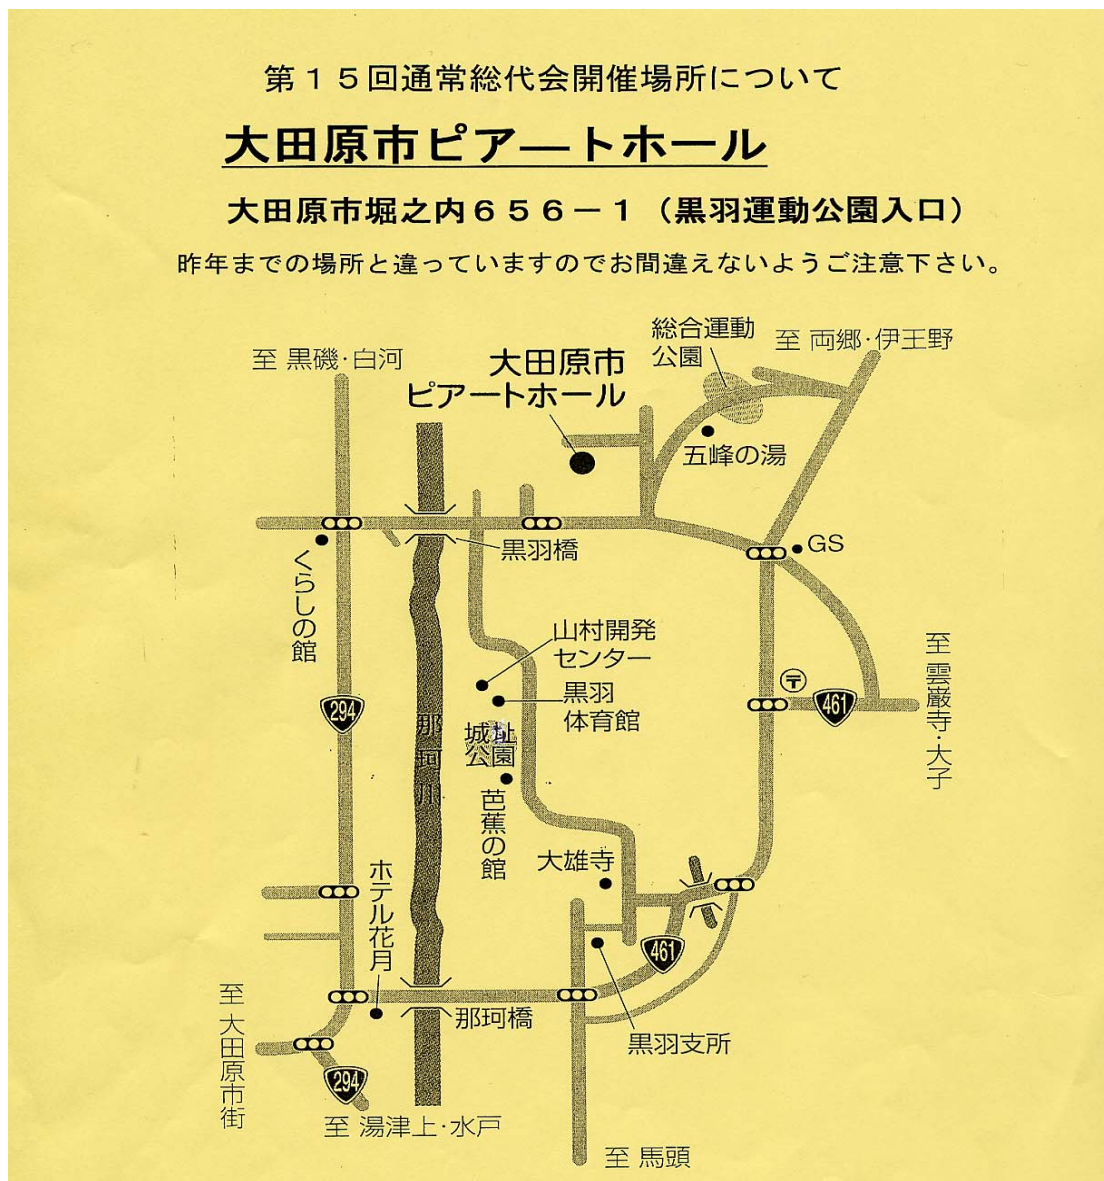 第１５回通常総代会開催場所について
大田原市ピアートホール
大田原市堀之内６５６－１（黒羽運動公園入口）
昨年までの場所と違っていますのでお間違えないようご注意下さい。
総合運動
公園
至 両郷・伊王野
至 黒磯・白河
大田原市
ピアートホール
五峰の湯
黒羽橋
GS
くらしの館
山村開発
センター
黒羽
体育館
至 雲巌寺・大子
〒
461
294
那珂川
城址
公園
芭蕉の館
大雄寺
ホテル花月
461
至 大田原市街
那珂橋
黒羽支所
294
至 湯津上・水戸
至 馬頭